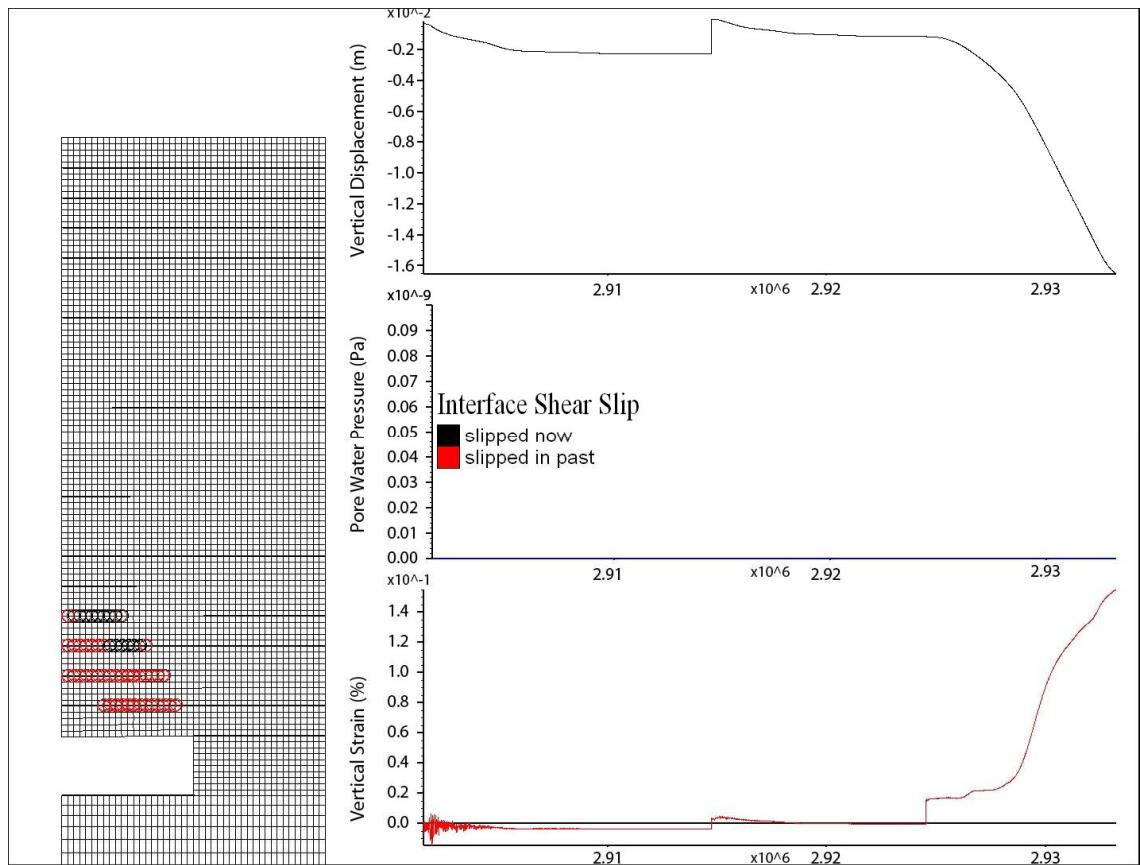 x10^-2
Vertical Displacement (m)
-0.2
-0.4
-0.6
-0.8
-1.0
-1.2
-1.4
-1.6
2.91
x10^6
2.92
2.93
x10^-9
Pore Water Pressure (Pa)
0.09
0.08
0.07
0.06
0.05
0.04
0.03
0.02
0.01
0.00
Interface Shear Slip
slipped now
slipped in past
2.91
x10^6
2.92
2.93
x10^-1
Vertical Strain (%)
1.4
1.2
1.0
0.8
0.6
0.4
0.2
0.0
2.91
x10^6
2.92
2.93